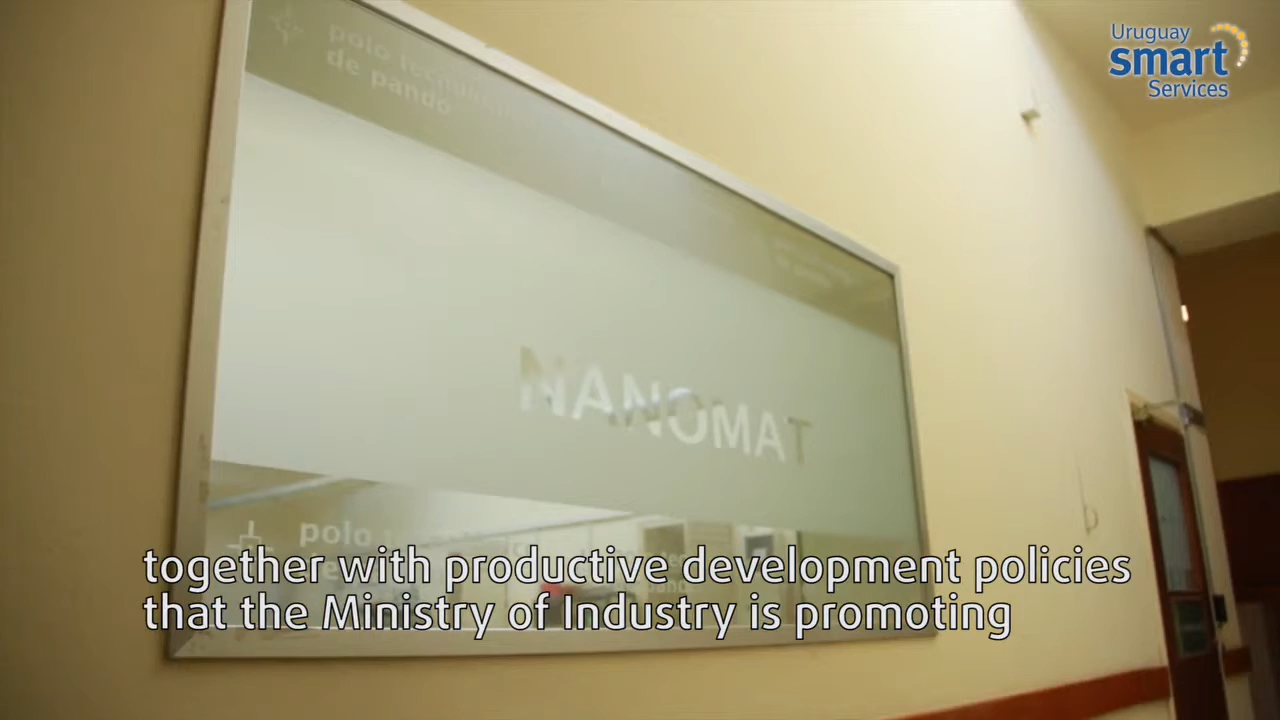 Uruguay
smart
Services
polo tecnológico
de pando
NANOMAT
polo
together with productive development policies
that the Ministry of Industry is promoting